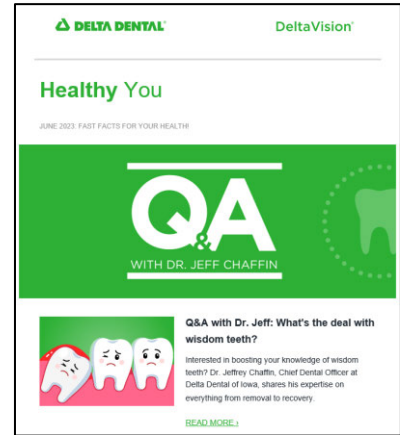 DELTA DENTAL®
DeltaVision®
Healthy You
JUNE 2023: FAST FACTS FOR YOUR HEALTH!
Q&A
WITH DR. JEFF CHAFFIN
Q&A with Dr. Jeff: What's the deal with
wisdom teeth?
Interested in boosting your knowledge of wisdom
teeth? Dr. Jeffrey Chaffin, Chief Dental Officer at
Delta Dental of Iowa, shares his expertise on
everything from removal to recovery.
READ MORE ›